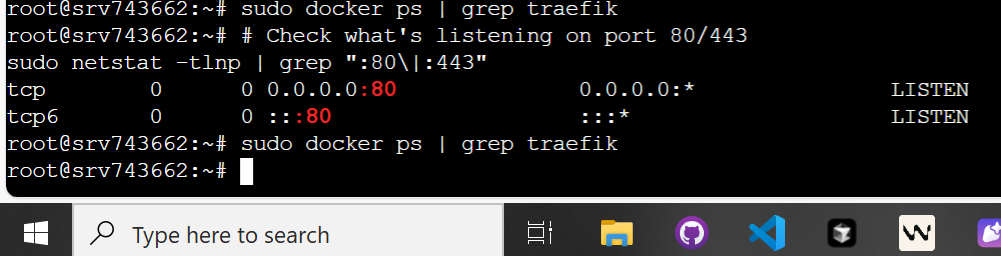 root@srv743662:~# sudo docker ps | grep traefik
root@srv743662:~# # Check what's listening on port 80/443
sudo netstat -tlnp | grep ":80\|:443"
tcp        0      0 0.0.0.0:80              0.0.0.0:*               LISTEN
tcp6       0      0 :::80                   :::*                    LISTEN
root@srv743662:~# sudo docker ps | grep traefik
root@srv743662:~#
Type here to search